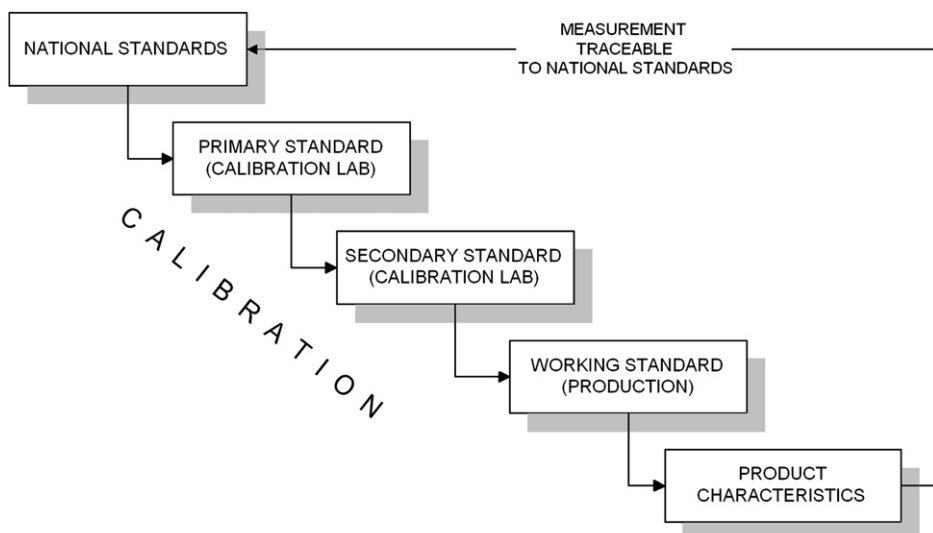 NATIONAL STANDARDS
MEASUREMENT
TRACEABLE
TO NATIONAL STANDARDS
PRIMARY STANDARD
(CALIBRATION LAB)
CALIBRATION
SECONDARY STANDARD
(CALIBRATION LAB)
WORKING STANDARD
(PRODUCTION)
PRODUCT
CHARACTERISTICS